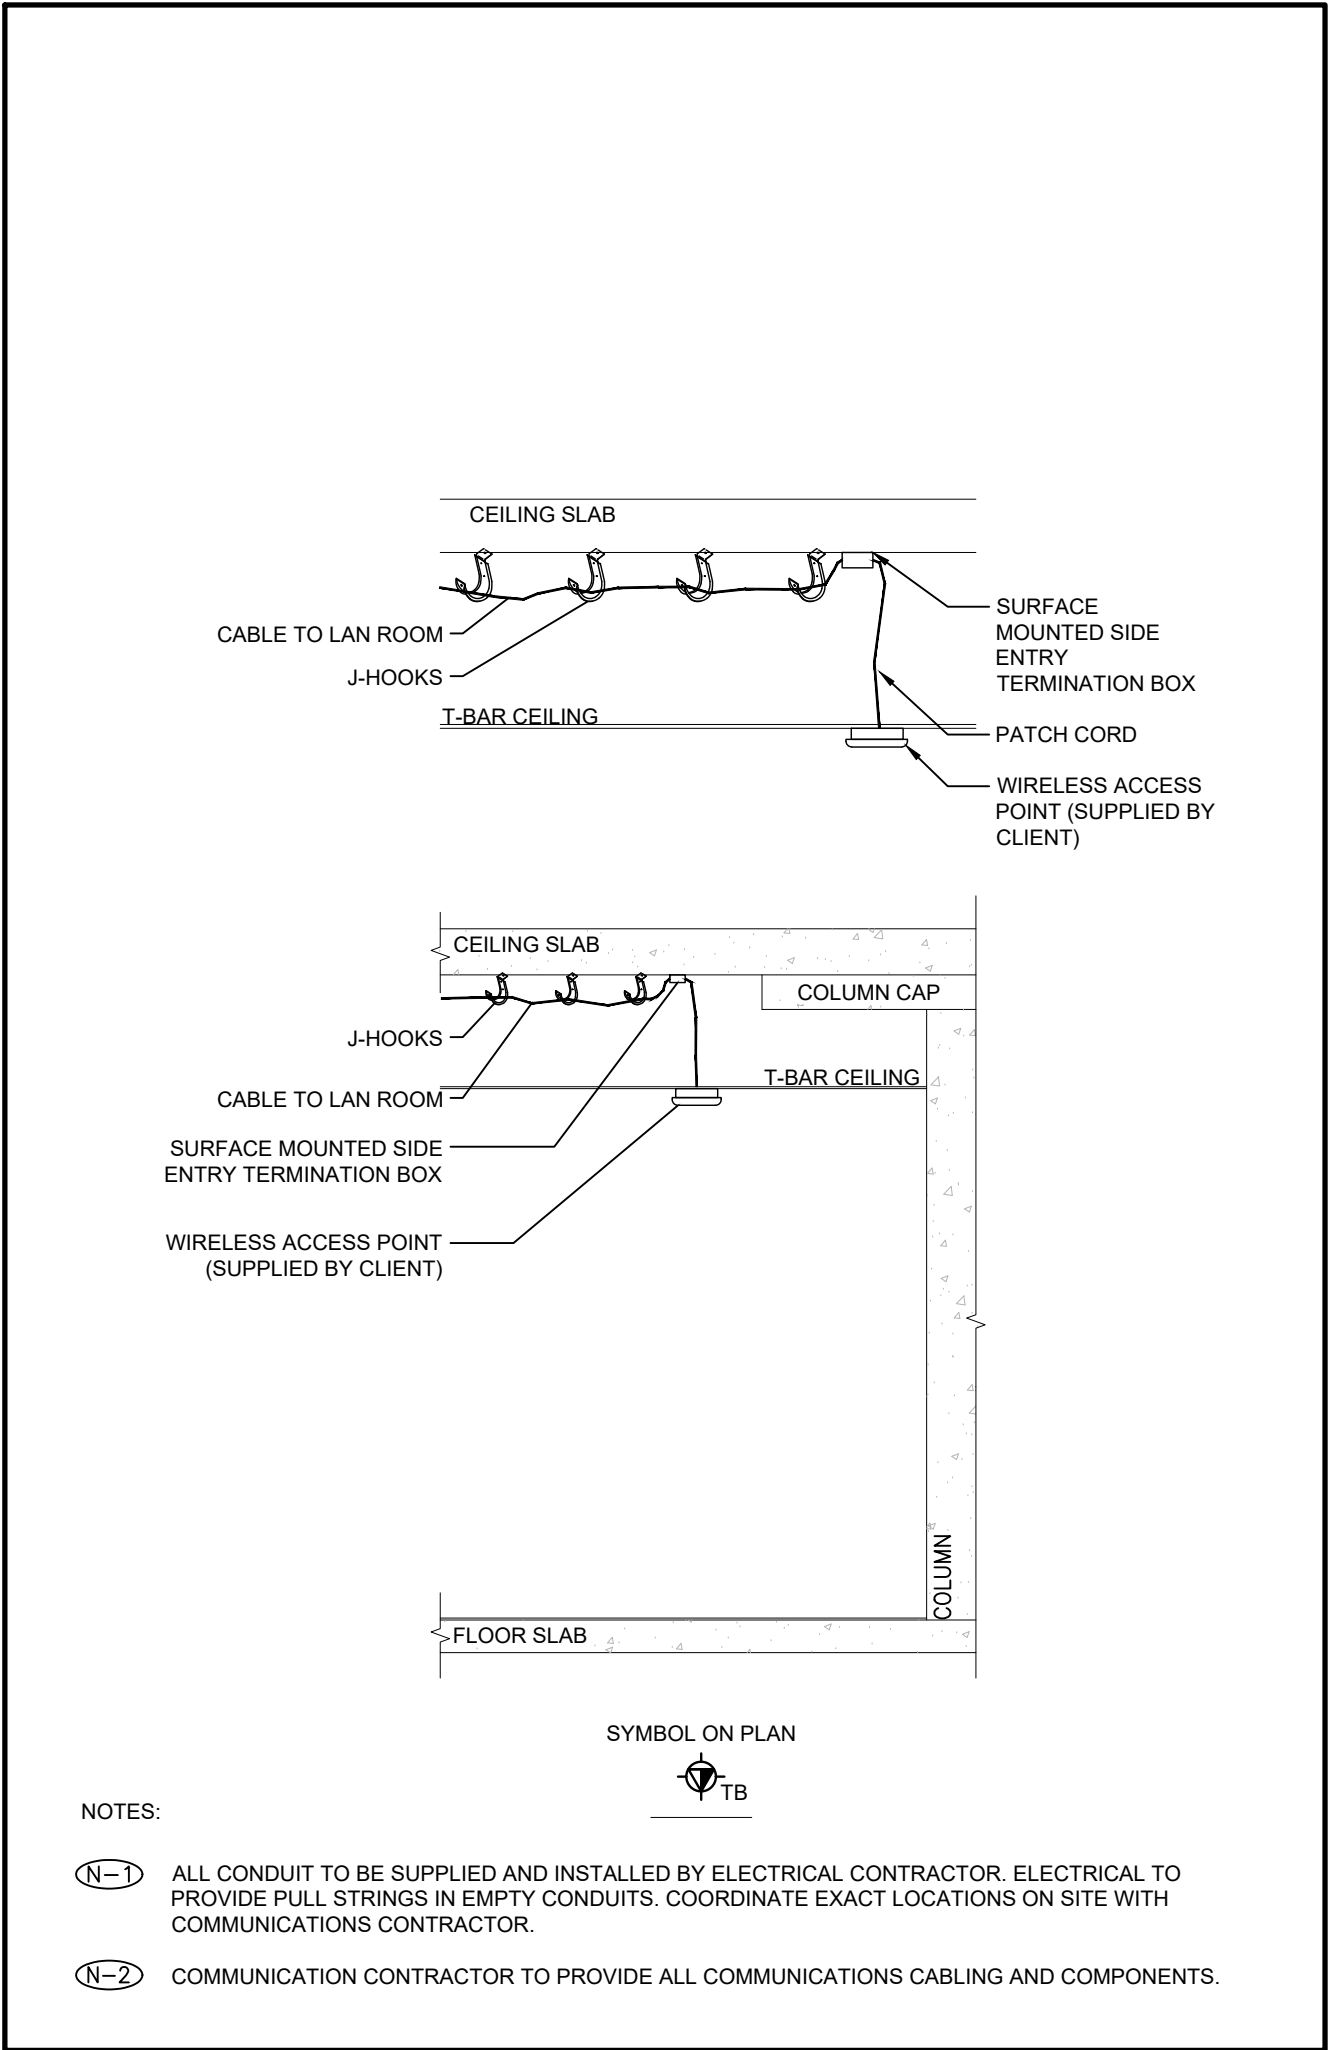 CEILING SLAB
CABLE TO LAN ROOM
J-HOOKS
T-BAR CEILING
SURFACE
MOUNTED SIDE
ENTRY
TERMINATION BOX
PATCH CORD
WIRELESS ACCESS
POINT (SUPPLIED BY
CLIENT)
CEILING SLAB
COLUMN CAP
J-HOOKS
T-BAR CEILING
CABLE TO LAN ROOM
SURFACE MOUNTED SIDE
ENTRY TERMINATION BOX
WIRELESS ACCESS POINT
(SUPPLIED BY CLIENT)
COLUMN
FLOOR SLAB
SYMBOL ON PLAN
TB
NOTES:
N-1 ALL CONDUIT TO BE SUPPLIED AND INSTALLED BY ELECTRICAL CONTRACTOR. ELECTRICAL TO
PROVIDE PULL STRINGS IN EMPTY CONDUITS. COORDINATE EXACT LOCATIONS ON SITE WITH
COMMUNICATIONS CONTRACTOR.
N-2 COMMUNICATION CONTRACTOR TO PROVIDE ALL COMMUNICATIONS CABLING AND COMPONENTS.